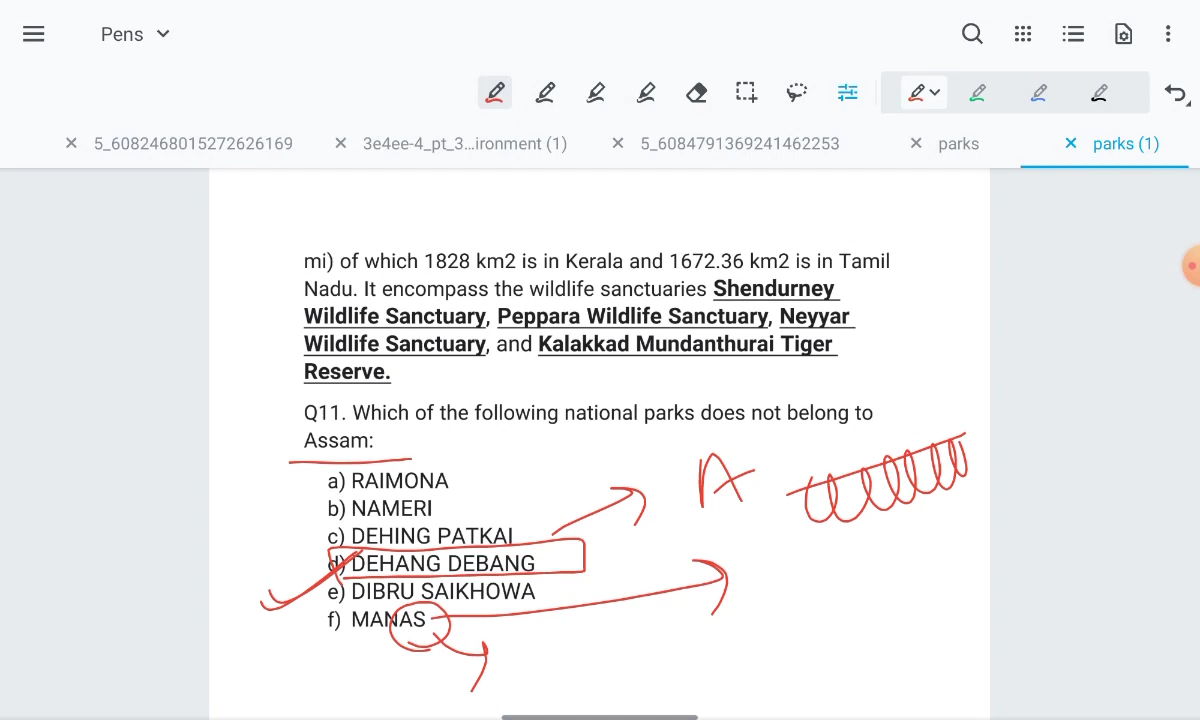 Pens
5_6082468015272626169
3e4ee-4_pt_3...ironment (1)
5_6084791369241462253
parks
parks (1)
mi) of which 1828 km2 is in Kerala and 1672.36 km2 is in Tamil
Nadu. It encompass the wildlife sanctuaries Shendurney
Wildlife Sanctuary, Peppara Wildlife Sanctuary, Neyyar
Wildlife Sanctuary, and Kalakkad Mundanthurai Tiger
Reserve.
Q11. Which of the following national parks does not belong to
Assam:
a) RAIMONA
b) NAMERI
c) DEHING PATKAI
d) DEHANG DEBANG
e) DIBRU SAIKHOWA
f) MANAS
A